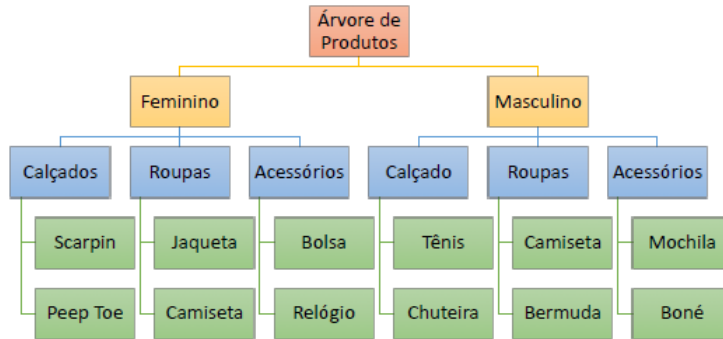 Árvore de
Produtos
Feminino
Masculino
Calçados
Roupas
Acessórios
Calçado
Roupas
Acessórios
Scarpin
Jaqueta
Bolsa
Tênis
Camiseta
Mochila
Peep Toe
Camiseta
Relógio
Chuteira
Bermuda
Boné